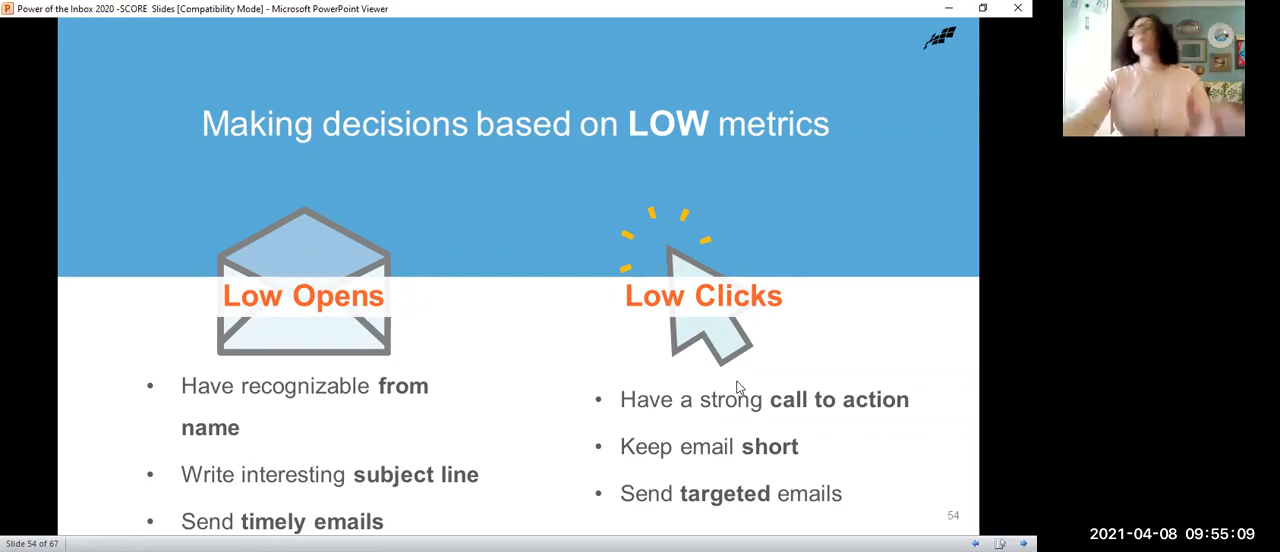 Power of the Inbox 2020 -SCORE Slides [Compatibility Mode] - Microsoft PowerPoint Viewer
Making decisions based on LOW metrics
Low Opens
• Have recognizable from
name
• Write interesting subject line
• Send timely emails
Low Clicks
• Have a strong call to action
• Keep email short
• Send targeted emails
54
Slide 54 of 67
2021-04-08 09:55:09